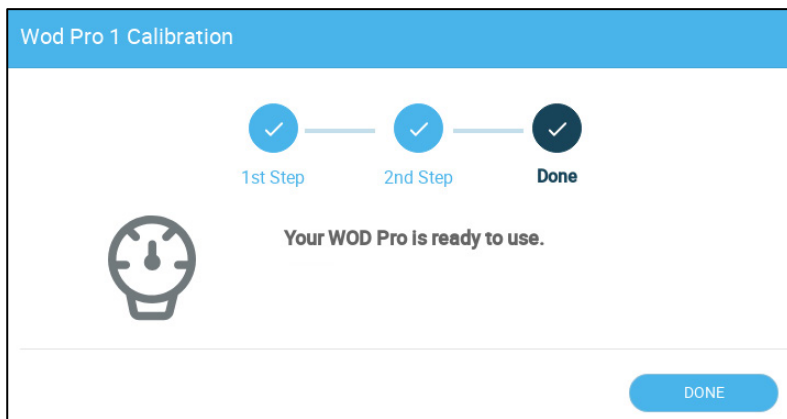 Wod Pro 1 Calibration
1st Step
2nd Step
Done
Your WOD Pro is ready to use.
DONE